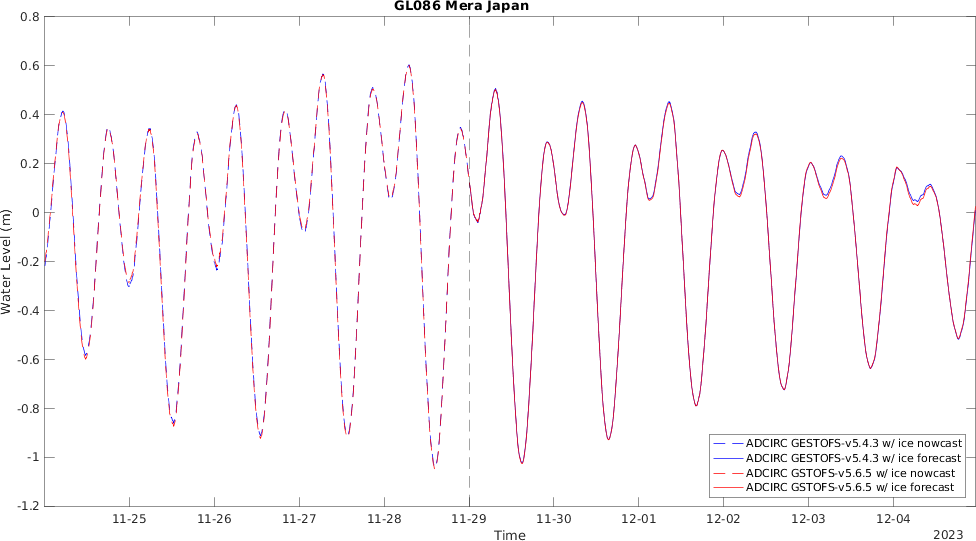 GL086 Mera Japan
0.8
0.6
0.4
0.2
0
-0.2
-0.4
-0.6
-0.8
-1
-1.2
Water Level (m)
ADCIRC GESTOFS-v5.4.3 w/ ice nowcast
ADCIRC GESTOFS-v5.4.3 w/ ice forecast
ADCIRC GSTOFS-v5.6.5 w/ ice nowcast
ADCIRC GSTOFS-v5.6.5 w/ ice forecast
11-25 11-26 11-27 11-28 11-29 11-30 12-01 12-02 12-03 12-04
Time
2023